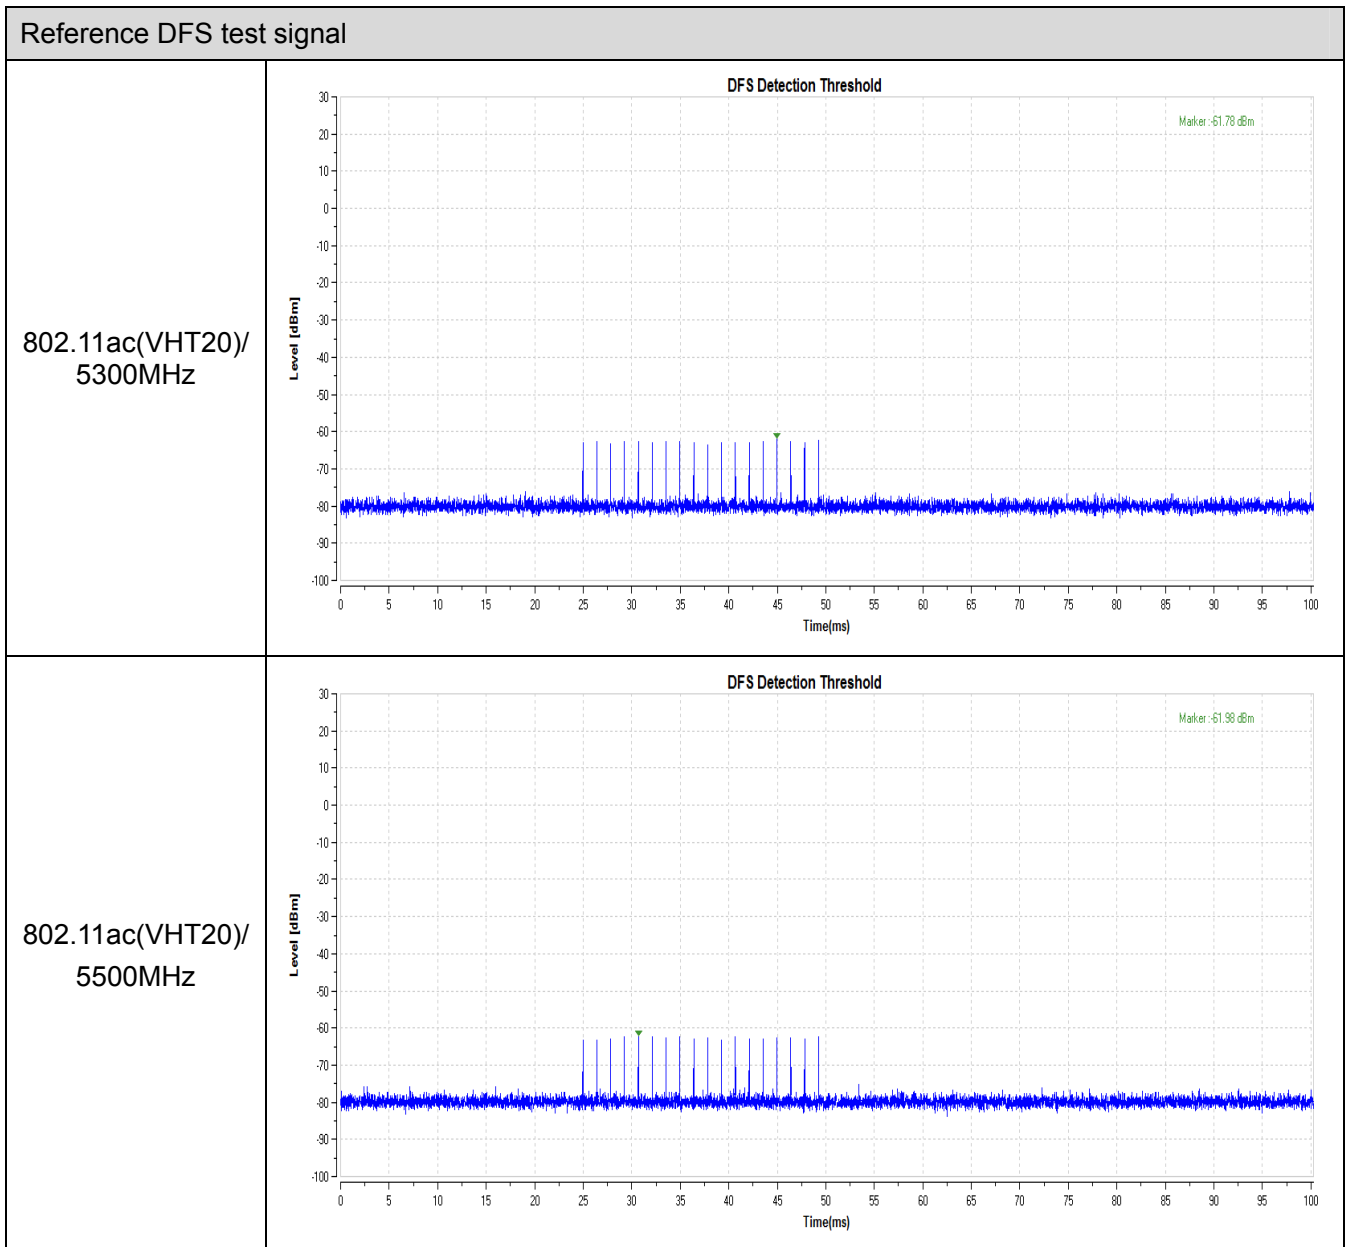 Reference DFS test signal
802.11ac(VHT20)/
5300MHz
DFS Detection Threshold
Marker:-61.78 dBm
Level [dBm]
30
20
10
0
-10
-20
-30
-40
-50
-60
-70
-80
-90
-100
0 5 10 15 20 25 30 35 40 45 50 55 60 65 70 75 80 85 90 95 100
Time(ms)
802.11ac(VHT20)/
5500MHz
DFS Detection Threshold
Marker:-61.98 dBm
Level [dBm]
30
20
10
0
-10
-20
-30
-40
-50
-60
-70
-80
-90
-100
0 5 10 15 20 25 30 35 40 45 50 55 60 65 70 75 80 85 90 95 100
Time(ms)